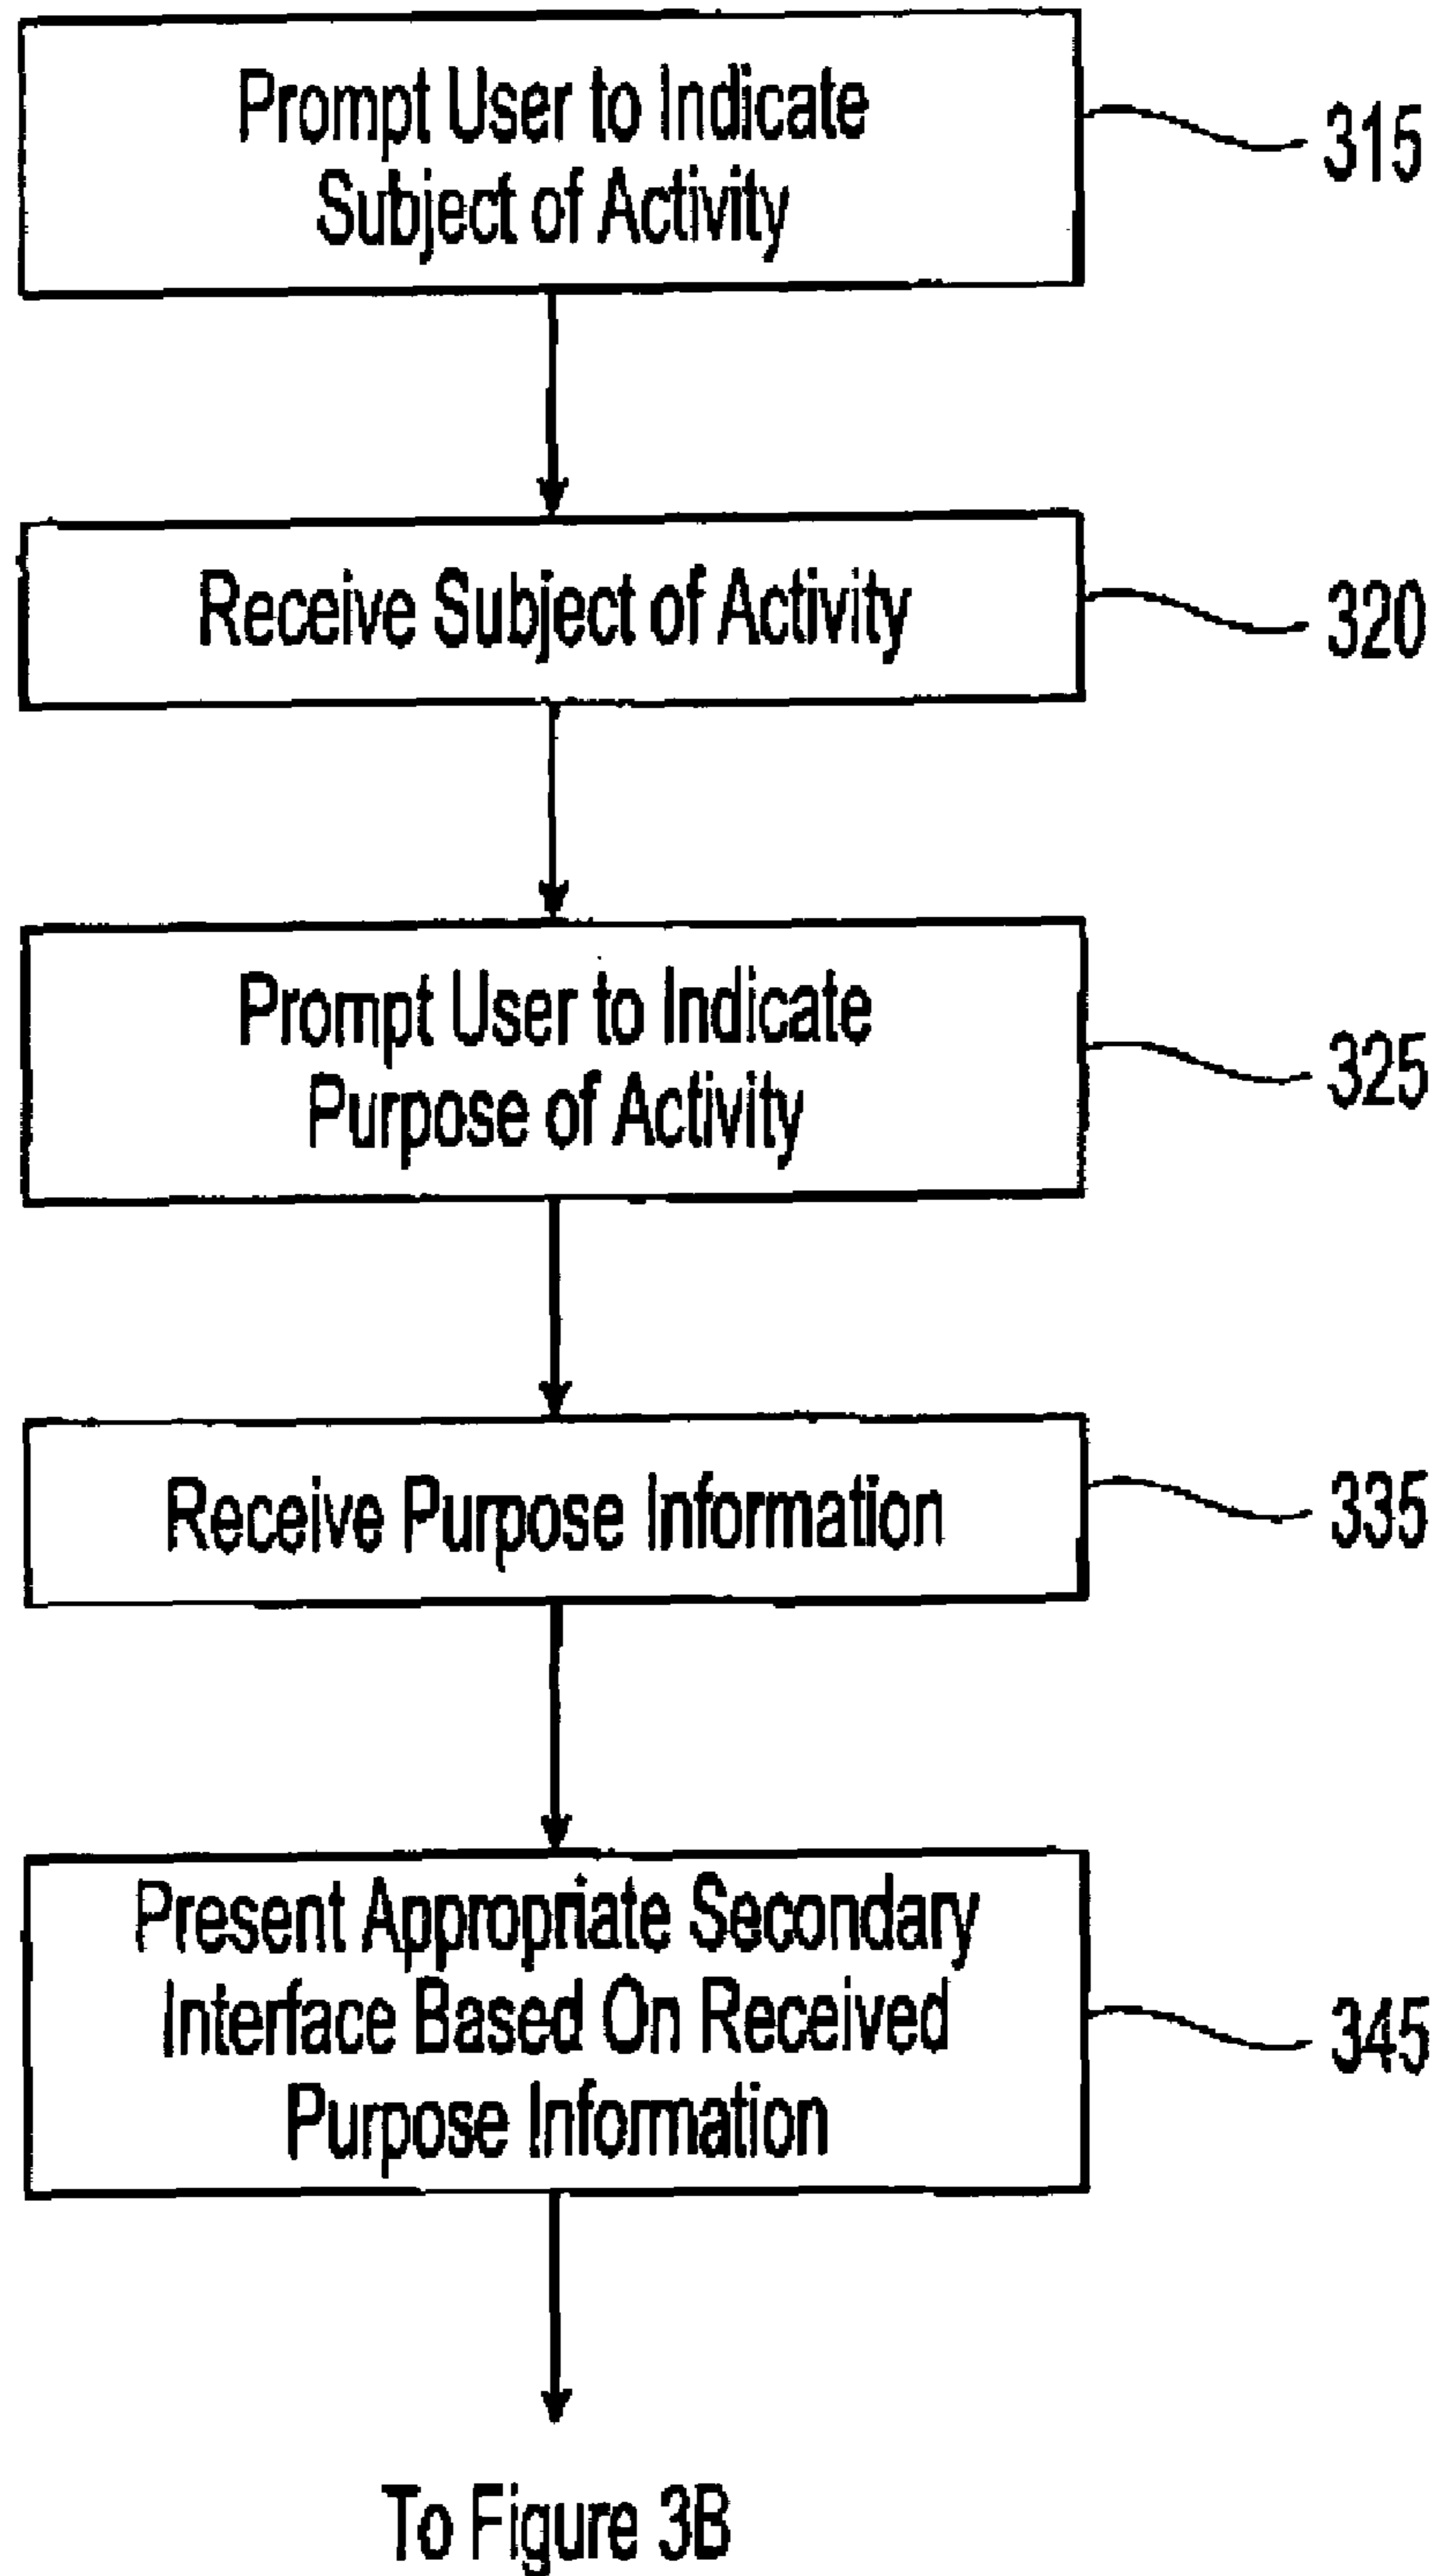 Prompt User to Indicate
Subject of Activity
315
Receive Subject of Activity
320
Prompt User to Indicate
Purpose of Activity
325
Receive Purpose Information
335
Present Appropriate Secondary
Interface Based On Received
Purpose Information
345
To Figure 3B